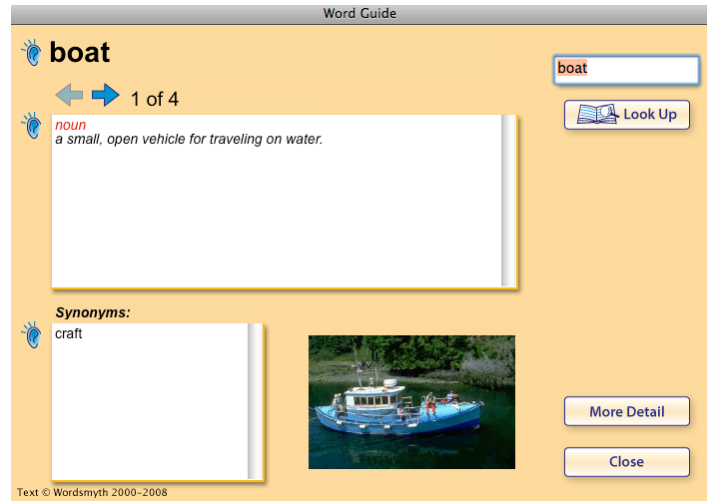 Word Guide
boat
boat
1 of 4
Look Up
noun
a small, open vehicle for traveling on water.
Synonyms:
craft
More Detail
Close
Text © Wordsmyth 2000-2008